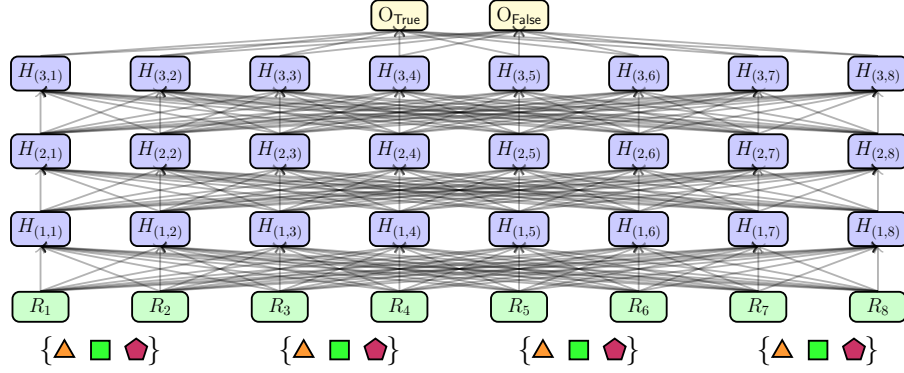 O_True O_False
H_(3,1) H_(3,2) H_(3,3) H_(3,4) H_(3,5) H_(3,6) H_(3,7) H_(3,8)
H_(2,1) H_(2,2) H_(2,3) H_(2,4) H_(2,5) H_(2,6) H_(2,7) H_(2,8)
H_(1,1) H_(1,2) H_(1,3) H_(1,4) H_(1,5) H_(1,6) H_(1,7) H_(1,8)
R_1 R_2 R_3 R_4 R_5 R_6 R_7 R_8
{ } { } { } { }